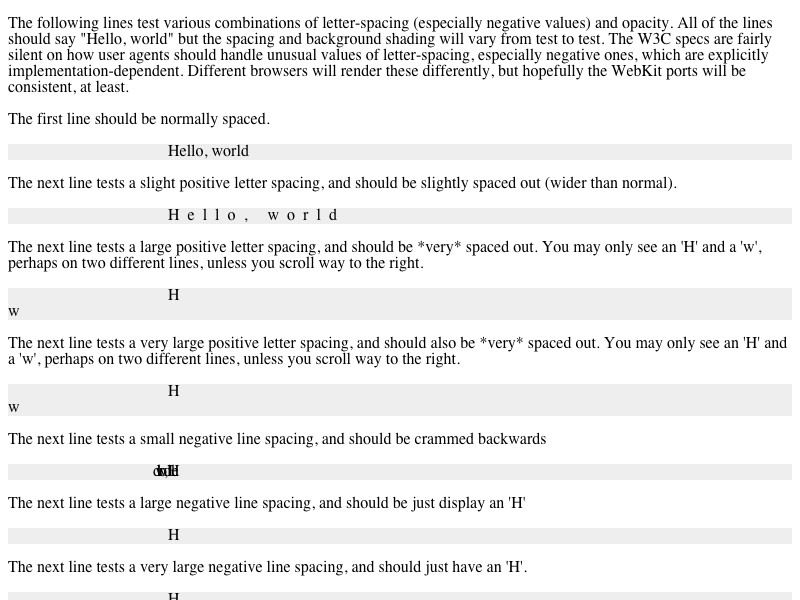 The following lines test various combinations of letter-spacing (especially negative values) and opacity. All of the lines
should say "Hello, world" but the spacing and background shading will vary from test to test. The W3C specs are fairly
silent on how user agents should handle unusual values of letter-spacing, especially negative ones, which are explicitly
implementation-dependent. Different browsers will render these differently, but hopefully the WebKit ports will be
consistent, at least.
The first line should be normally spaced.
Hello, world
The next line tests a slight positive letter spacing, and should be slightly spaced out (wider than normal).
H e l l o ,  w o r l d
The next line tests a large positive letter spacing, and should be *very* spaced out. You may only see an 'H' and a 'w',
perhaps on two different lines, unless you scroll way to the right.
H
w
The next line tests a very large positive letter spacing, and should also be *very* spaced out. You may only see an 'H' and
a 'w', perhaps on two different lines, unless you scroll way to the right.
H
w
The next line tests a small negative line spacing, and should be crammed backwards
The next line tests a large negative line spacing, and should be just display an 'H'
H
The next line tests a very large negative line spacing, and should just have an 'H'.
H